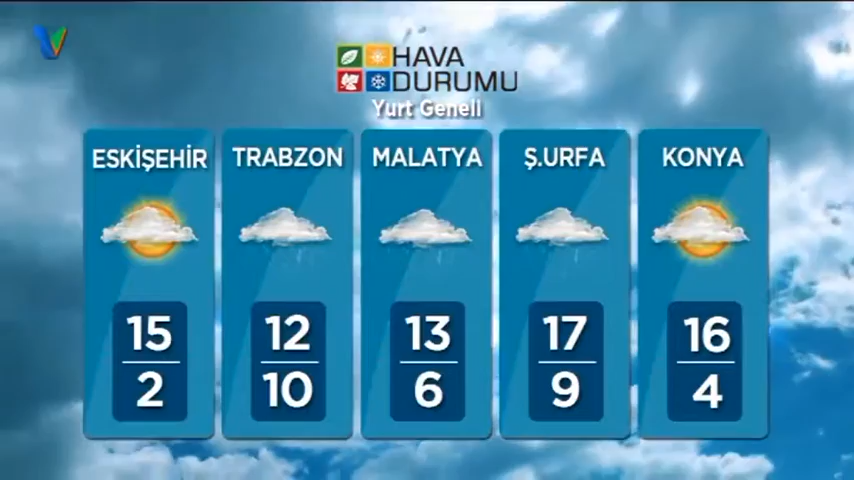 HAVA
DURUMU
Yurt Geneli
ESKİŞEHİR
15
2
TRABZON
12
10
MALATYA
13
6
Ş.URFA
17
9
KONYA
16
4